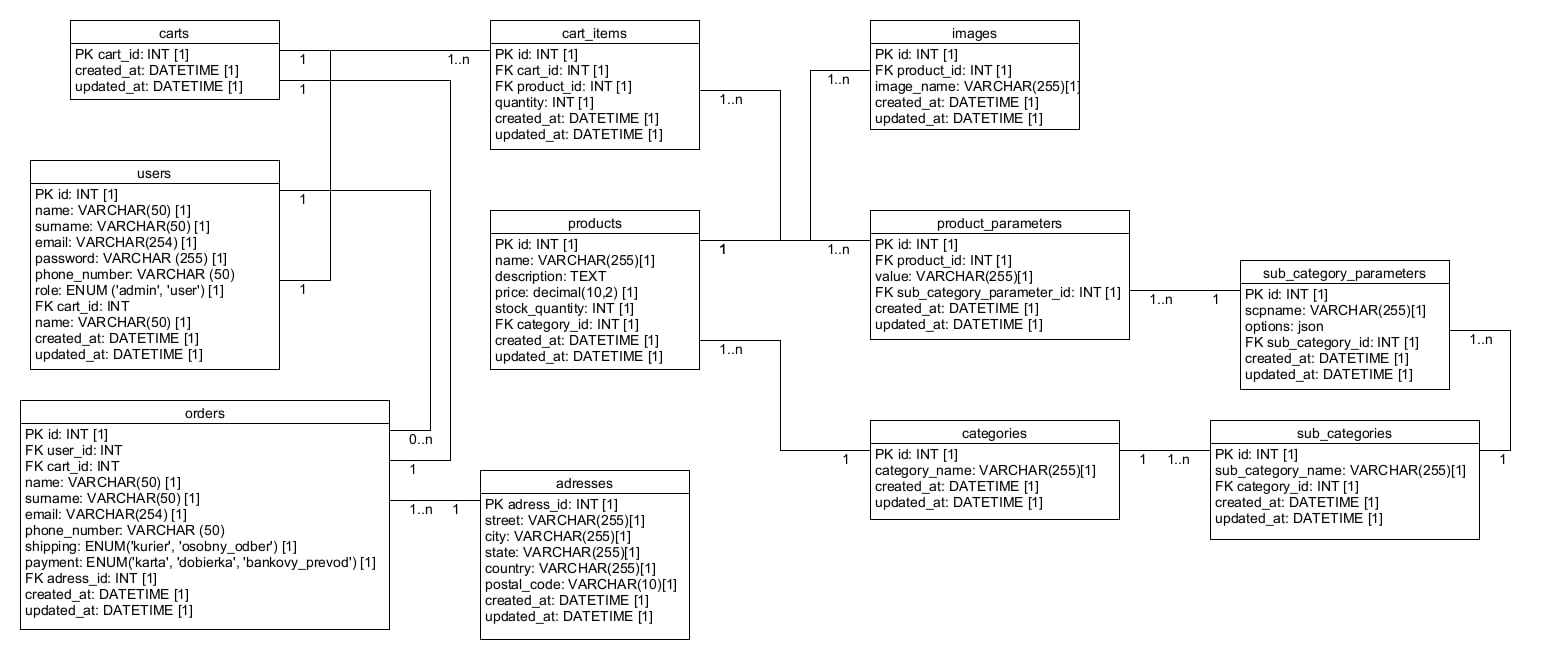 carts
PK cart_id: INT [1]
created_at: DATETIME [1]
updated_at: DATETIME [1]
1
1
1..n
cart_items
PK id: INT [1]
FK cart_id: INT [1]
FK product_id: INT [1]
quantity: INT [1]
created_at: DATETIME [1]
updated_at: DATETIME [1]
1..n
images
PK id: INT [1]
FK product_id: INT [1]
image_name: VARCHAR(255)[1]
created_at: DATETIME [1]
updated_at: DATETIME [1]
1..n
users
PK id: INT [1]
name: VARCHAR(50) [1]
surname: VARCHAR(50) [1]
email: VARCHAR(254) [1]
password: VARCHAR (255) [1]
phone_number: VARCHAR (50)
role: ENUM ('admin', 'user') [1]
FK cart_id: INT
name: VARCHAR(50) [1]
created_at: DATETIME [1]
updated_at: DATETIME [1]
1
1
products
PK id: INT [1]
name: VARCHAR(255)[1]
description: TEXT
price: decimal(10,2) [1]
stock_quantity: INT [1]
FK category_id: INT [1]
created_at: DATETIME [1]
updated_at: DATETIME [1]
1
1..n
1..n
product_parameters
PK id: INT [1]
FK product_id: INT [1]
value: VARCHAR(255)[1]
FK sub_category_parameter_id: INT [1]
created_at: DATETIME [1]
updated_at: DATETIME [1]
1..n
1
sub_category_parameters
PK id: INT [1]
scpname: VARCHAR(255)[1]
options: json
FK sub_category_id: INT [1]
created_at: DATETIME [1]
updated_at: DATETIME [1]
1..n
orders
PK id: INT [1]
FK user_id: INT
FK cart_id: INT
name: VARCHAR(50) [1]
surname: VARCHAR(50) [1]
email: VARCHAR(254) [1]
phone_number: VARCHAR (50)
shipping: ENUM('kurier', 'osobny_odber') [1]
payment: ENUM('karta', 'dobierka', 'bankovy_prevod') [1]
FK adress_id: INT [1]
created_at: DATETIME [1]
updated_at: DATETIME [1]
0..n
1
1..n
1
adresses
PK adress_id: INT [1]
street: VARCHAR(255)[1]
city: VARCHAR(255)[1]
state: VARCHAR(255)[1]
country: VARCHAR(255)[1]
postal_code: VARCHAR(10)[1]
created_at: DATETIME [1]
updated_at: DATETIME [1]
1
categories
PK id: INT [1]
category_name: VARCHAR(255)[1]
created_at: DATETIME [1]
updated_at: DATETIME [1]
1
1..n
sub_categories
PK id: INT [1]
sub_category_name: VARCHAR(255)[1]
FK category_id: INT [1]
created_at: DATETIME [1]
updated_at: DATETIME [1]
1